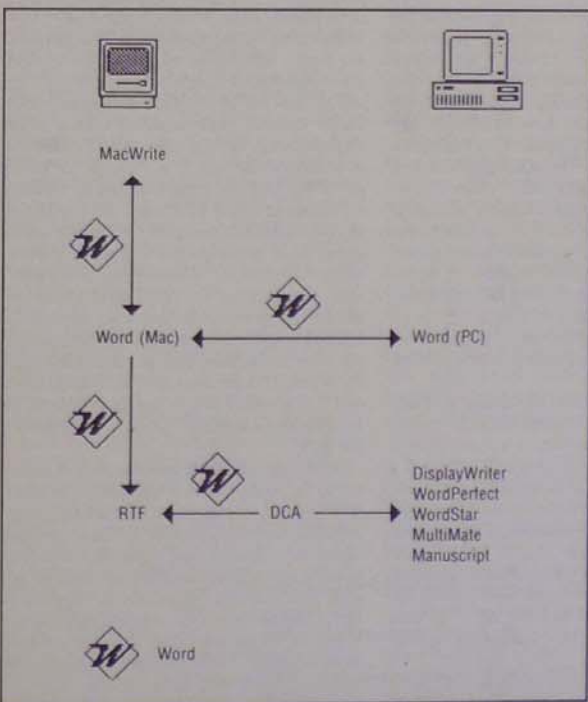 MacWrite
W
W
Word (Mac)
Word (PC)
W
W
RTF
DCA
DisplayWriter
WordPerfect
WordStar
MultiMate
Manuscript
W
Word